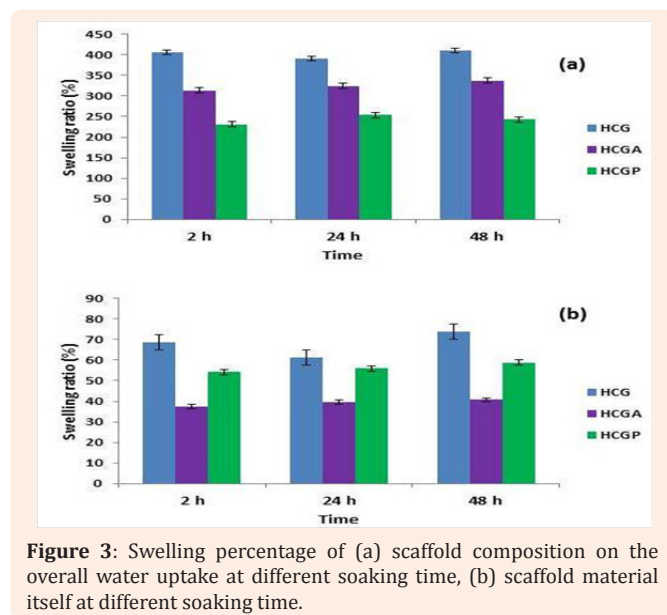 450
400
350
300
250
200
150
100
50
0
Swelling ratio (%)
(a)
HCG
HCGA
HCGP
2 h 24 h 48 h
Time
90
80
70
60
50
40
30
20
10
0
Swelling ratio (%)
(b)
HCG
HCGA
HCGP
2 h 24 h 48 h
Time
Figure 3: Swelling percentage of (a) scaffold composition on the
overall water uptake at different soaking time, (b) scaffold material
itself at different soaking time.